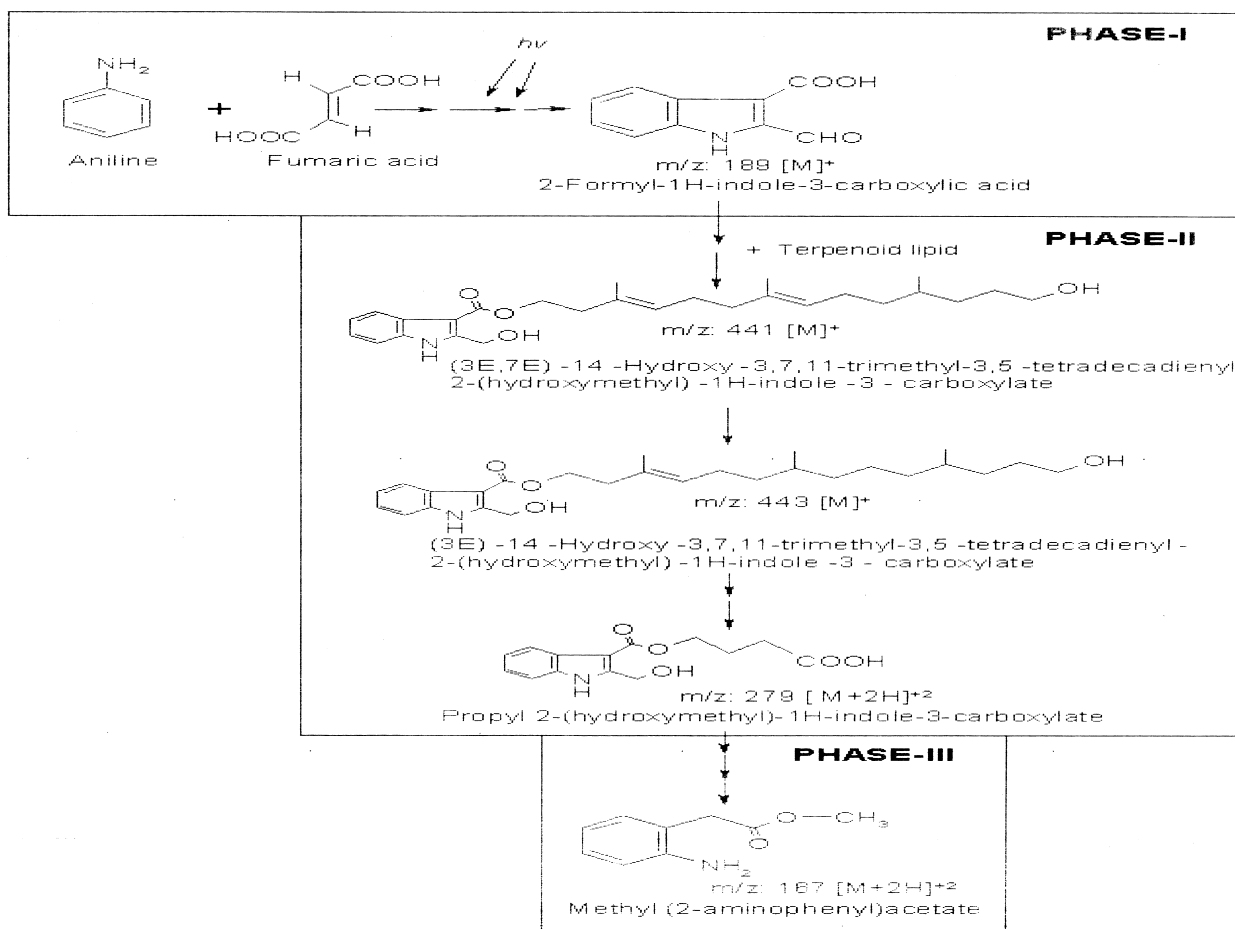 PHASE-I
hv
NH2
H
COOH
+
HOOC
H
Aniline
Fumaric acid
COOH
CHO
N
H
m/z: 189 [M]+
2-Formyl-1H-indole-3-carboxylic acid
PHASE-II
+ Terpenoid lipid
O
O
OH
OH
N
H
m/z: 441 [M]+
(3E,7E) -14 -Hydroxy -3,7,11-trimethyl-3,5 -tetradecadienyl
2-(hydroxymethyl) -1H-indole -3 - carboxylate
O
O
OH
OH
N
H
m/z: 443 [M]+
(3E) -14 -Hydroxy -3,7,11-trimethyl-3,5 -tetradecadienyl -
2-(hydroxymethyl) -1H-indole -3 - carboxylate
O
O
COOH
OH
N
H
m/z: 279 [ M+2H]+2
Propyl 2-(hydroxymethyl)-1H-indole-3-carboxylate
PHASE-III
O—CH3
O
NH2
m/z: 167 [M+2H]+2
Methyl (2-aminophenyl)acetate